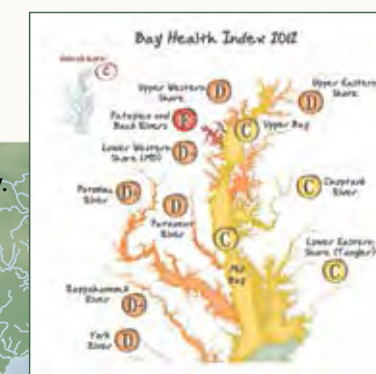 Bay Health Index 2012
C
Upper Western
Shore
D
Upper Eastern
Shore
D
Patapsco and
Back Rivers
F
C
Upper Bay
Lower Western
Shore (MD)
D-
Potomac
River
D
Choptank
River
C
Patuxent
River
D
C
Mid
Bay
Lower Eastern
Shore (Tangier)
C
Rappahannock
River
D-
York
River
D